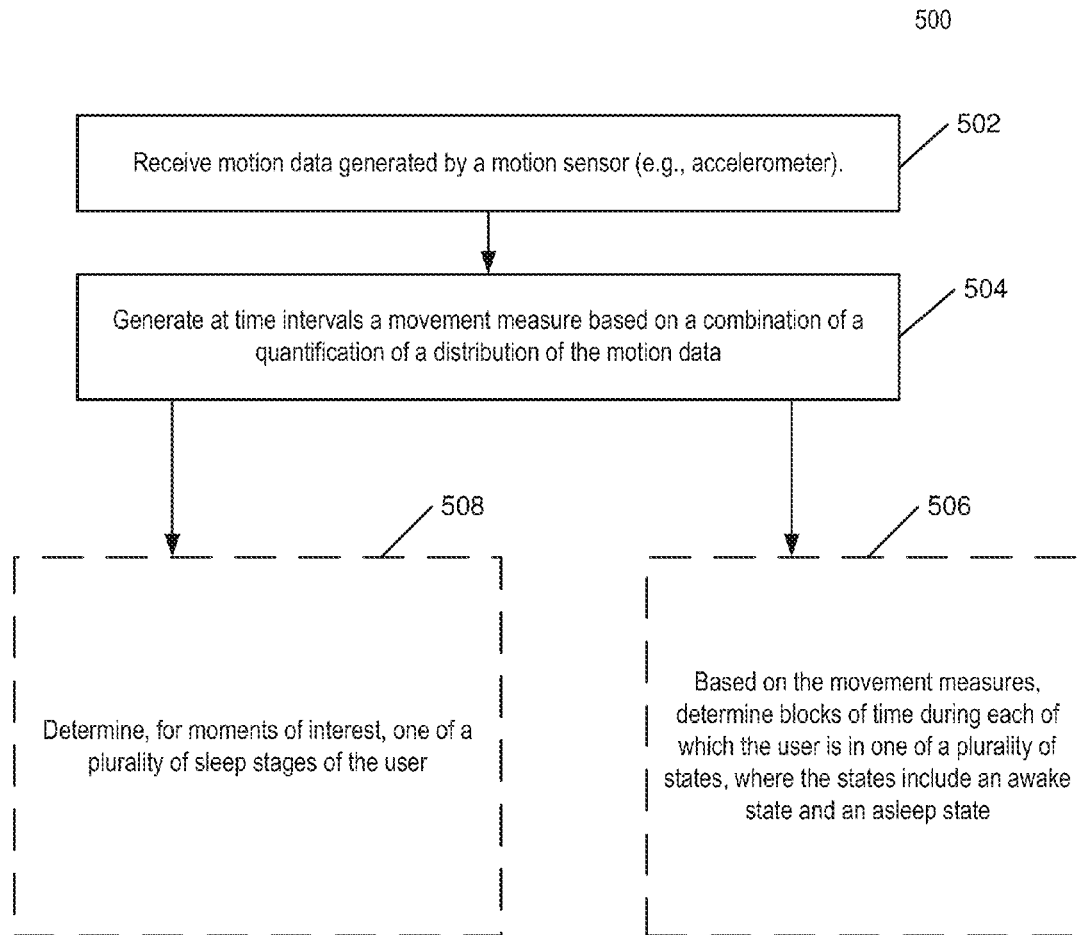 500
502
Receive motion data generated by a motion sensor (e.g., accelerometer).
504
Generate at time intervals a movement measure based on a combination of a
quantification of a distribution of the motion data
508
Determine, for moments of interest, one of a
plurality of sleep stages of the user
506
Based on the movement measures,
determine blocks of time during each of
which the user is in one of a plurality of
states, where the states include an awake
state and an asleep state